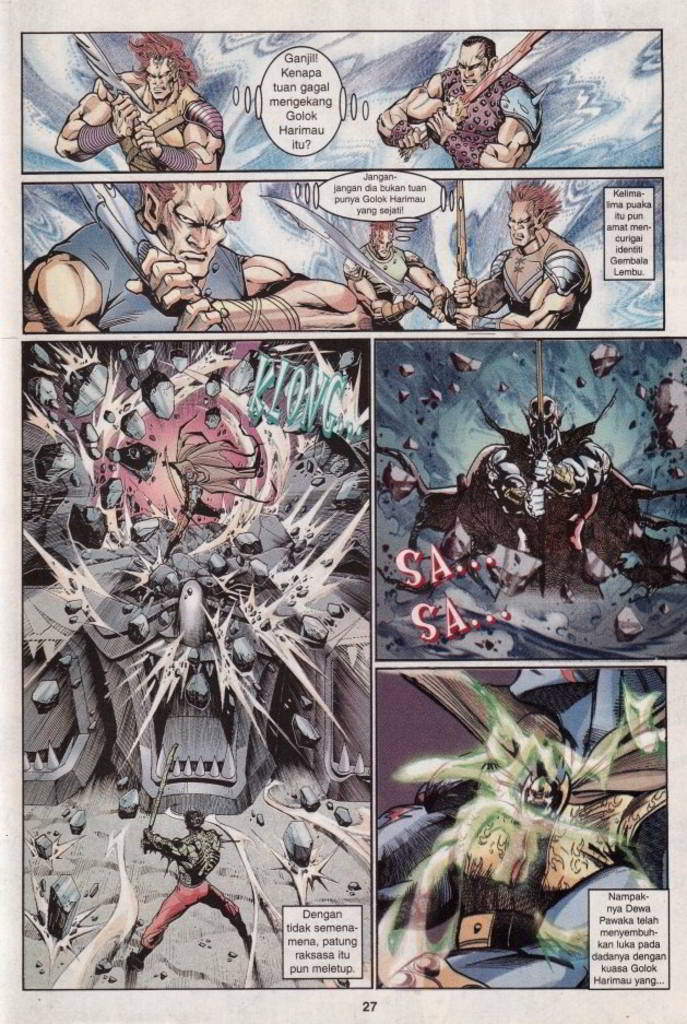 Ganjil!
Kenapa
tuan gagal
mengekang
Golok
Harimau
itu?
Jangan-
jangan dia bukan tuan
punya Golok Harimau
yang sejati!
Kelima-
lima puaka
itu pun
amat men-
curigai
identiti
Gembala
Lembu.
KLONG...
SA...
SA...
Dengan
tidak semena-
mena, patung
raksasa itu
pun meletup.
Nampak-
nya Dewa
Pawaka telah
menyembuh-
kan luka pada
dadanya dengan
kuasa Golok
Harimau yang...
27